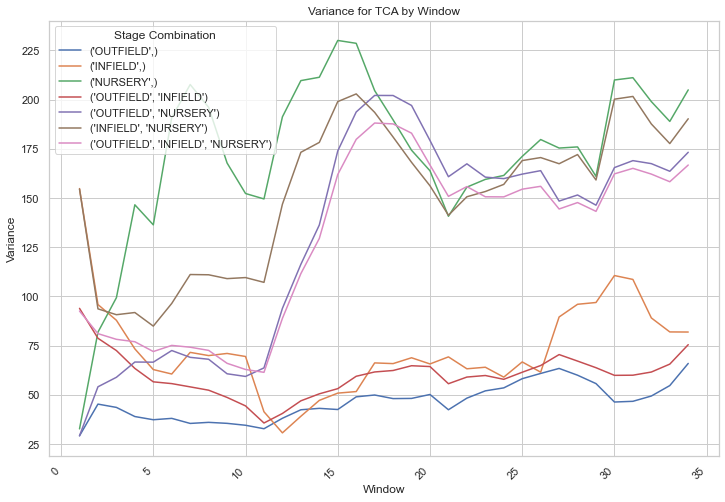 Variance for TCA by Window
Stage Combination
('OUTFIELD',)
('INFIELD',)
('NURSERY',)
('OUTFIELD', 'INFIELD')
('OUTFIELD', 'NURSERY')
('INFIELD', 'NURSERY')
('OUTFIELD', 'INFIELD', 'NURSERY')
Variance
225
200
175
150
125
100
75
50
25
0
5
10
15
20
25
30
35
Window